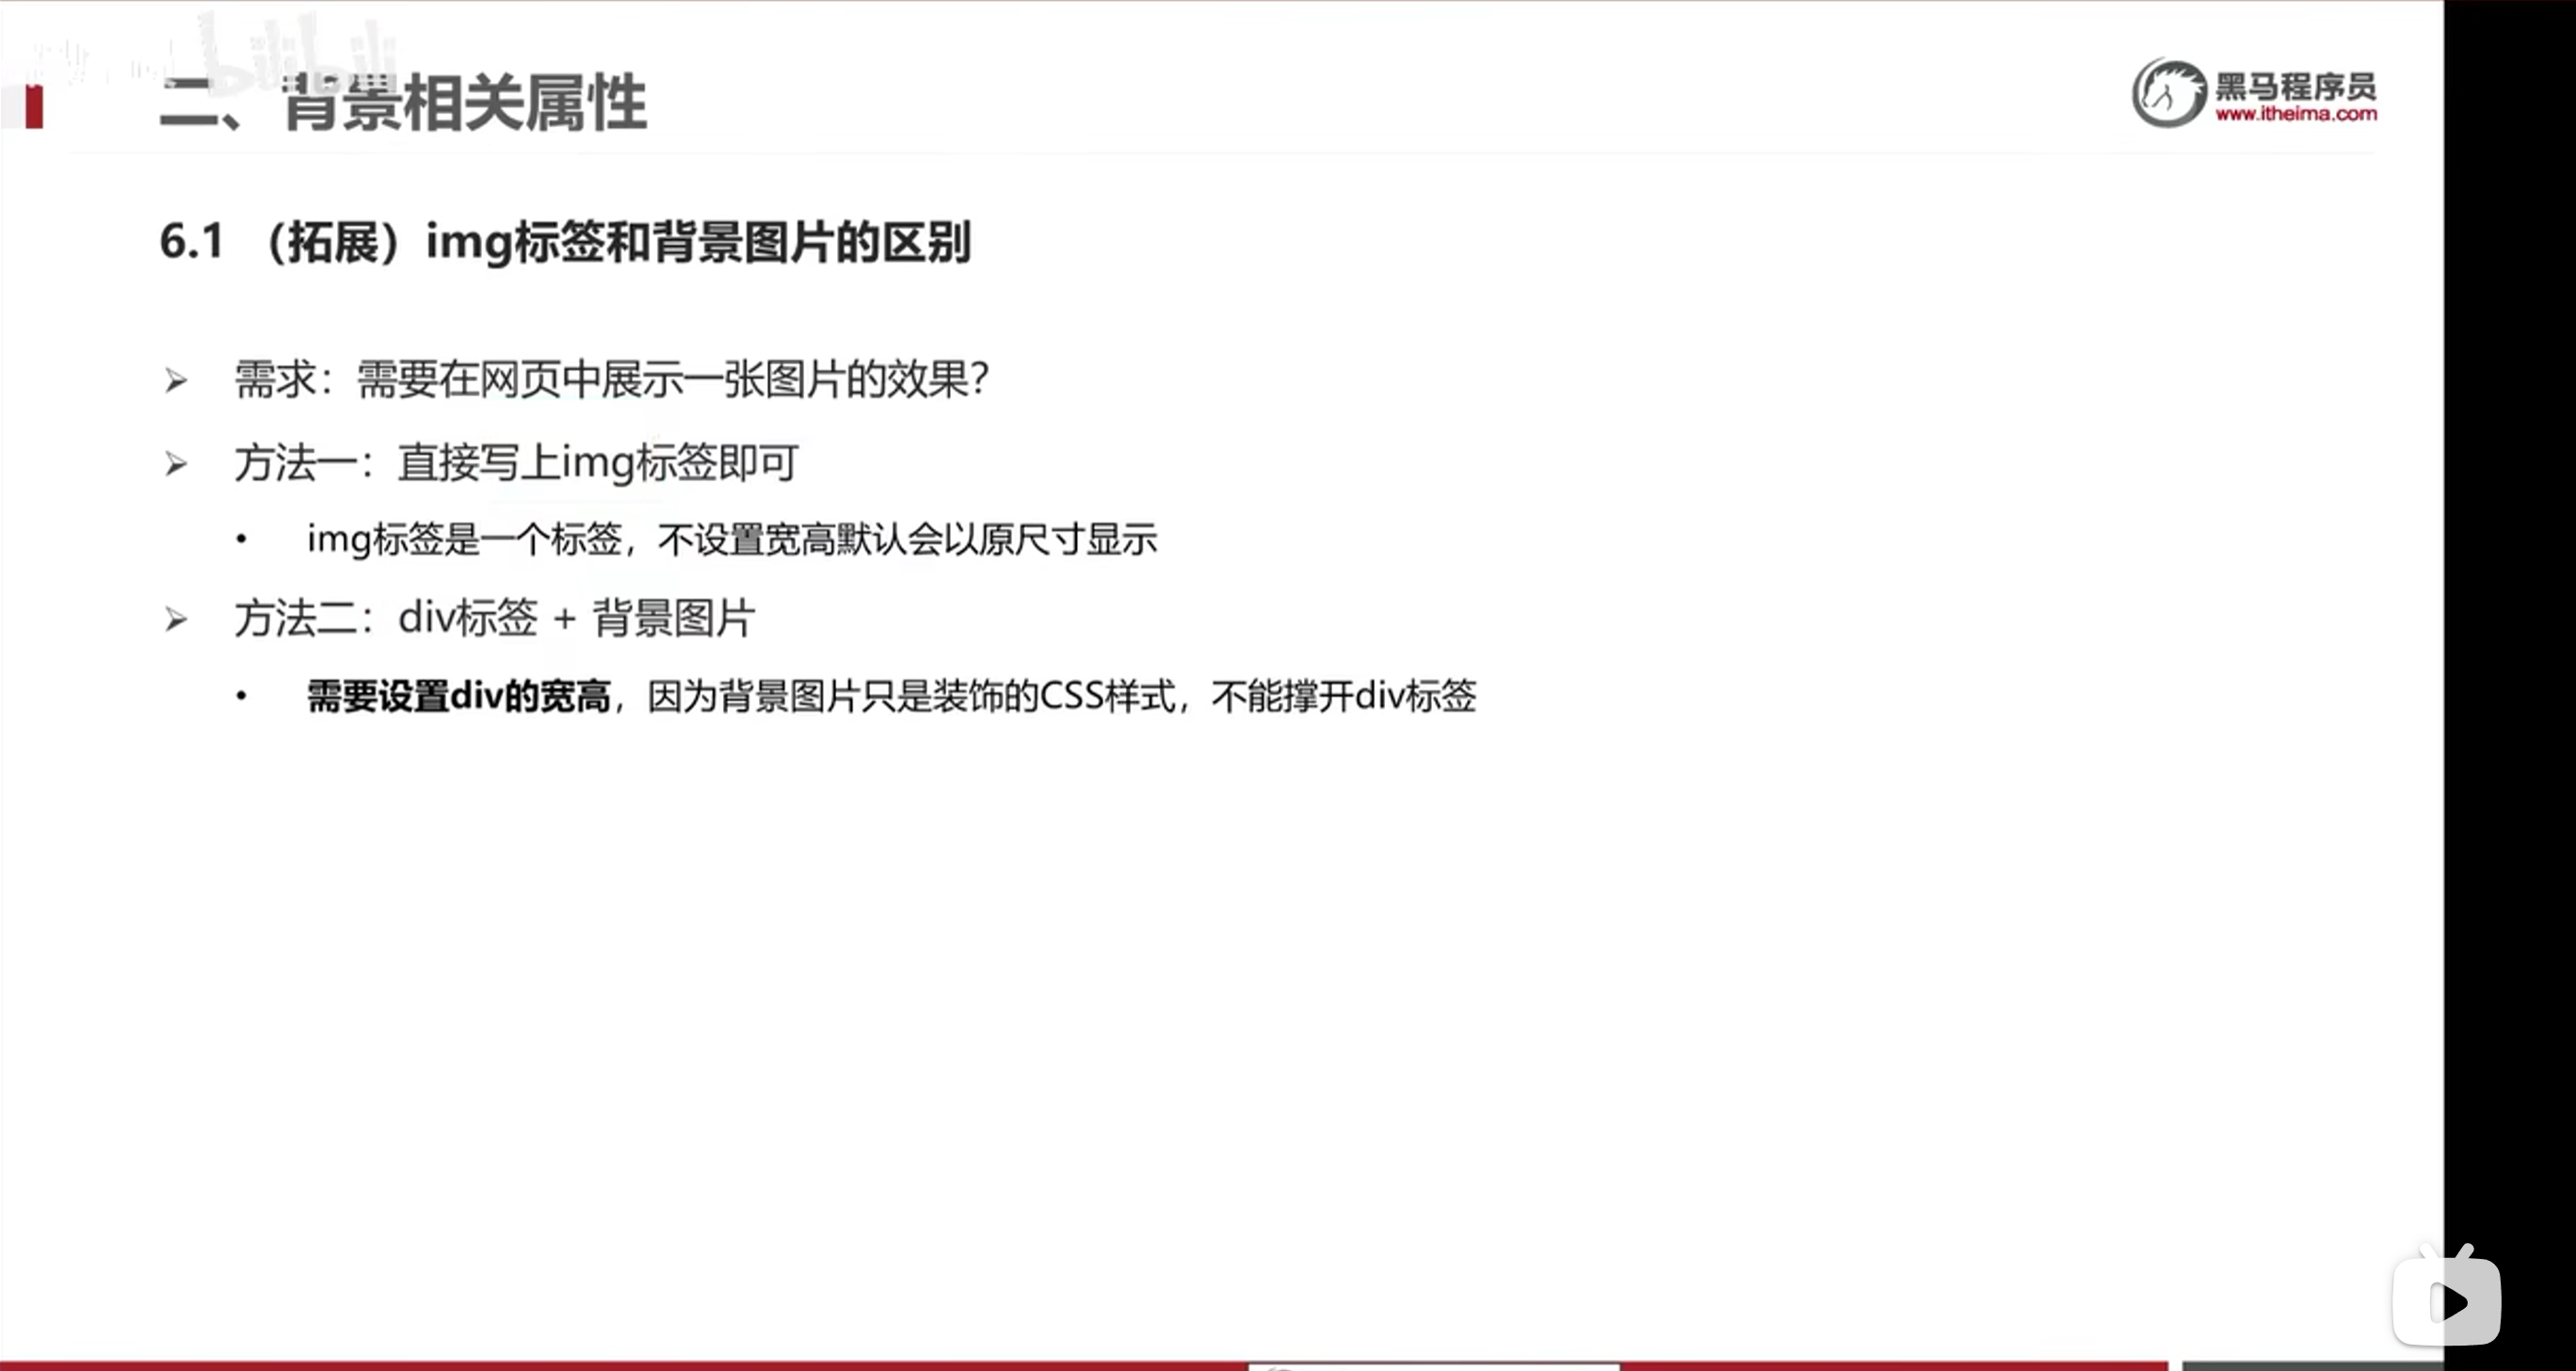 bilibili
二、背景相关属性
黑马程序员
www.itheima.com
6.1 （拓展）img标签和背景图片的区别
➢ 需求：需要在网页中展示一张图片的效果？
➢ 方法一：直接写上img标签即可
• img标签是一个标签，不设置宽高默认会以原尺寸显示
➢ 方法二：div标签 + 背景图片
• 需要设置div的宽高，因为背景图片只是装饰的CSS样式，不能撑开div标签